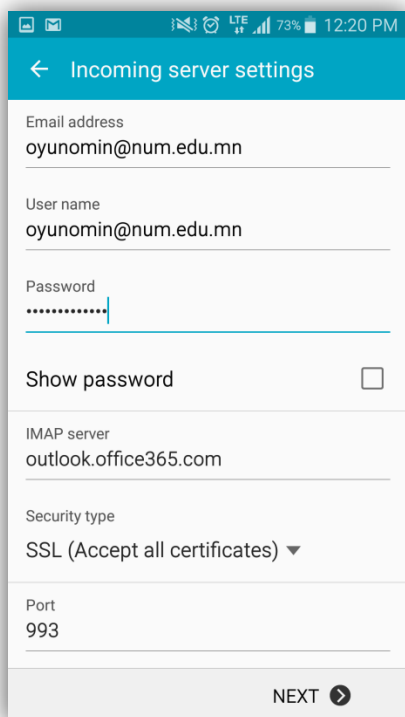 LTE 73% 12:20 PM
Incoming server settings
Email address
oyunomin@num.edu.mn
User name
oyunomin@num.edu.mn
Password
•••••••••••••
Show password
IMAP server
outlook.office365.com
Security type
SSL (Accept all certificates)
Port
993
NEXT